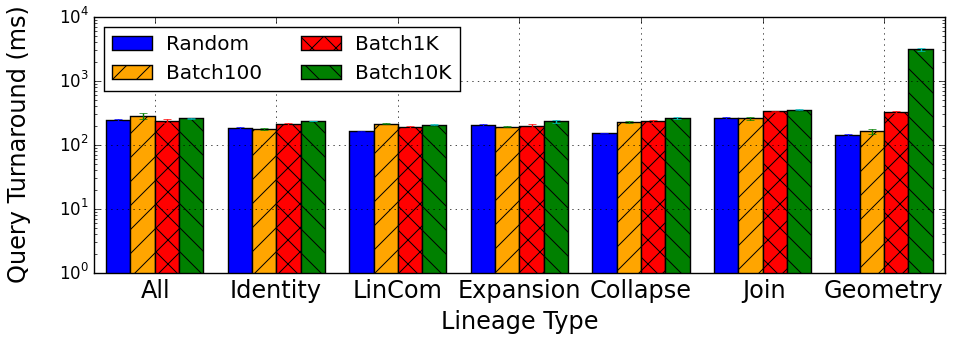 Query Turnaround (ms)
10^4
10^3
10^2
10^1
10^0
Random
Batch100
Batch1K
Batch10K
All Identity LinCom Expansion Collapse Join Geometry
Lineage Type